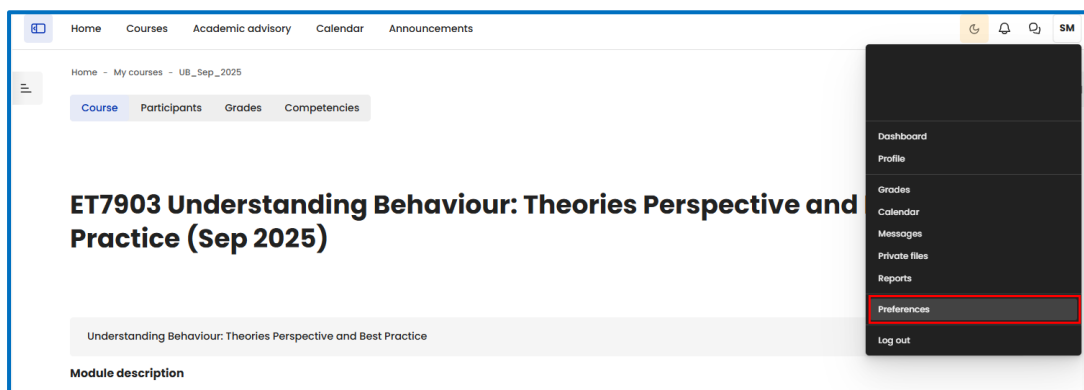 Home Courses Academic advisory Calendar Announcements SM
Home - My courses - UB_Sep_2025
Course Participants Grades Competencies
ET7903 Understanding Behaviour: Theories Perspective and
Practice (Sep 2025)
Understanding Behaviour: Theories Perspective and Best Practice
Module description
Dashboard
Profile
Grades
Calendar
Messages
Private files
Reports
Preferences
Log out